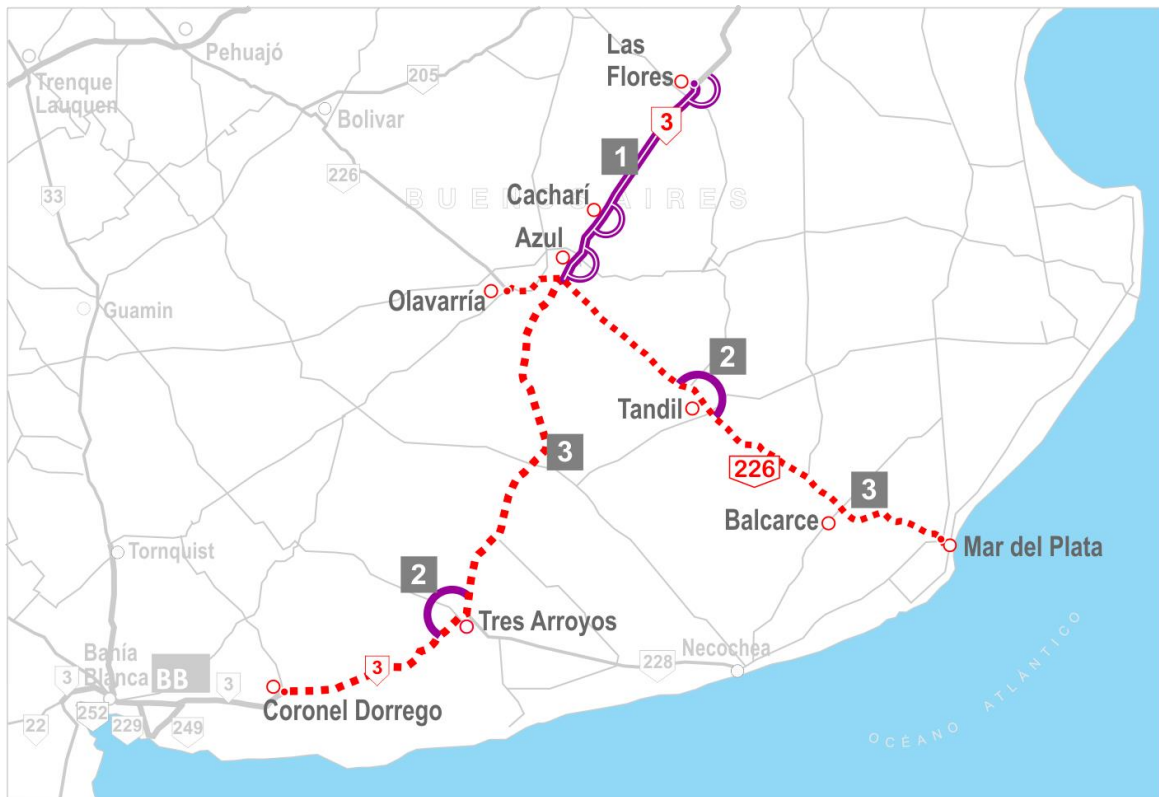 Las
Flores
Pehuajó
Trenque
Lauquen
205
Bolivar
3
1
226
33
BUENOS AIRES
Cacharí
Azul
Olavarría
Guamin
2
Tandil
3
226
3
Balcarce
Mar del Plata
Tornquist
2
Tres Arroyos
Necochea
228
Bahía
Blanca
BB
3
3
3
Coronel Dorrego
22
252
229
249
OCÉANO ATLÁNTICO